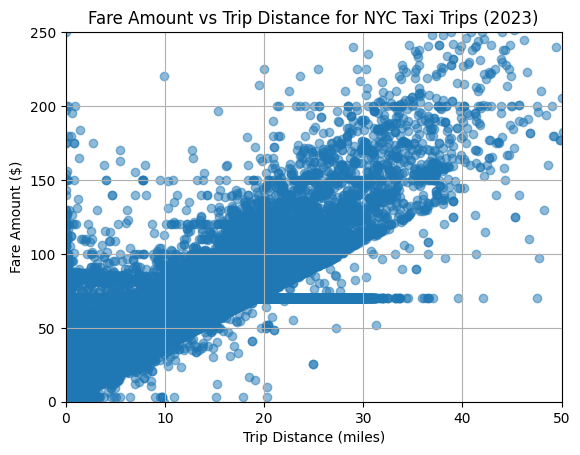 Fare Amount vs Trip Distance for NYC Taxi Trips (2023)
250
200
150
100
50
0
Fare Amount ($)
0 10 20 30 40 50
Trip Distance (miles)